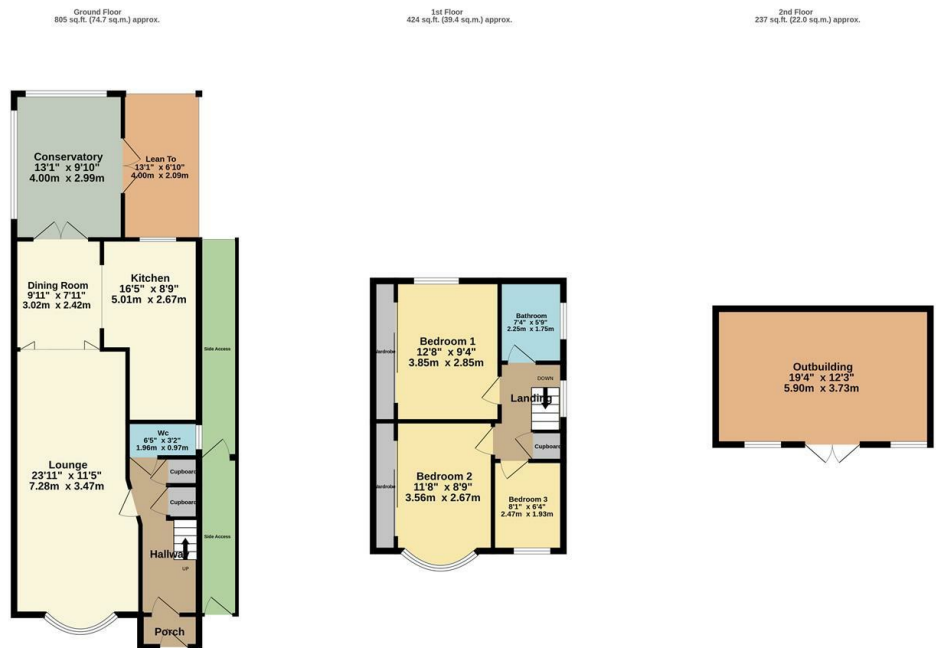 Ground Floor
805 sq.ft. (74.7 sq.m.) approx.
1st Floor
424 sq.ft. (39.4 sq.m.) approx.
2nd Floor
237 sq.ft. (22.0 sq.m.) approx.
Conservatory
13'1" x 9'10"
4.00m x 2.99m
Lean To
13'1" x 6'10"
4.00m x 2.09m
Dining Room
9'11" x 7'11"
3.02m x 2.42m
Kitchen
16'5" x 8'9"
5.01m x 2.67m
Side Access
Wc
6'5" x 3'2"
1.96m x 0.97m
Lounge
23'11" x 11'5"
7.28m x 3.47m
Cupboard
Cupboard
Side Access
Hallway
UP
Porch
Wardrobe
Bedroom 1
12'8" x 9'4"
3.85m x 2.85m
Bathroom
7'4" x 5'9"
2.25m x 1.75m
DOWN
Landing
Cupboard
Wardrobe
Bedroom 2
11'8" x 8'9"
3.56m x 2.67m
Bedroom 3
8'1" x 6'4"
2.47m x 1.93m
Outbuilding
19'4" x 12'3"
5.90m x 3.73m